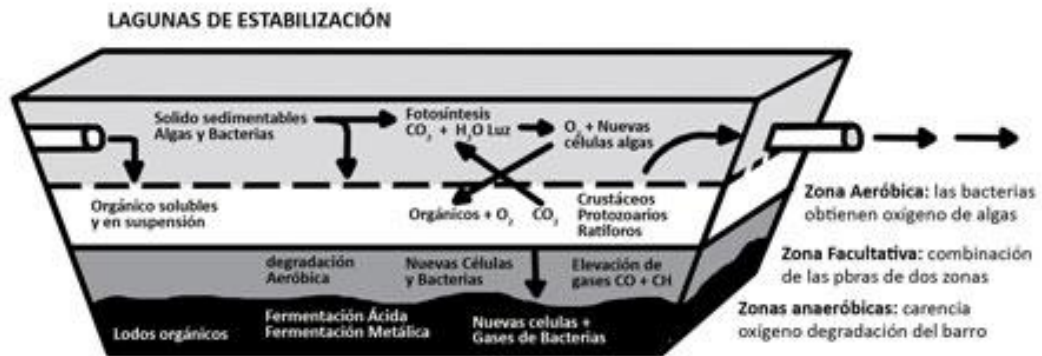 LAGUNAS DE ESTABILIZACIÓN
Solido sedimentables
Algas y Bacterias
Fotosíntesis
CO₂ + H₂O Luz
O₂ + Nuevas
células algas
Orgánico solubles
y en suspensión
Orgánicos + O₂
CO₂
Crustáceos
Protozoarios
Ratíforos
degradación
Aeróbica
Nuevas Células
y Bacterias
Elevación de
gases CO + CH
Lodos orgánicos
Fermentación Ácida
Fermentación Metálica
Nuevas celulas +
Gases de Bacterias
Zona Aeróbica: las bacterias
obtienen oxígeno de algas
Zona Facultativa: combinación
de las pbras de dos zonas
Zonas anaeróbicas: carencia
oxígeno degradación del barro